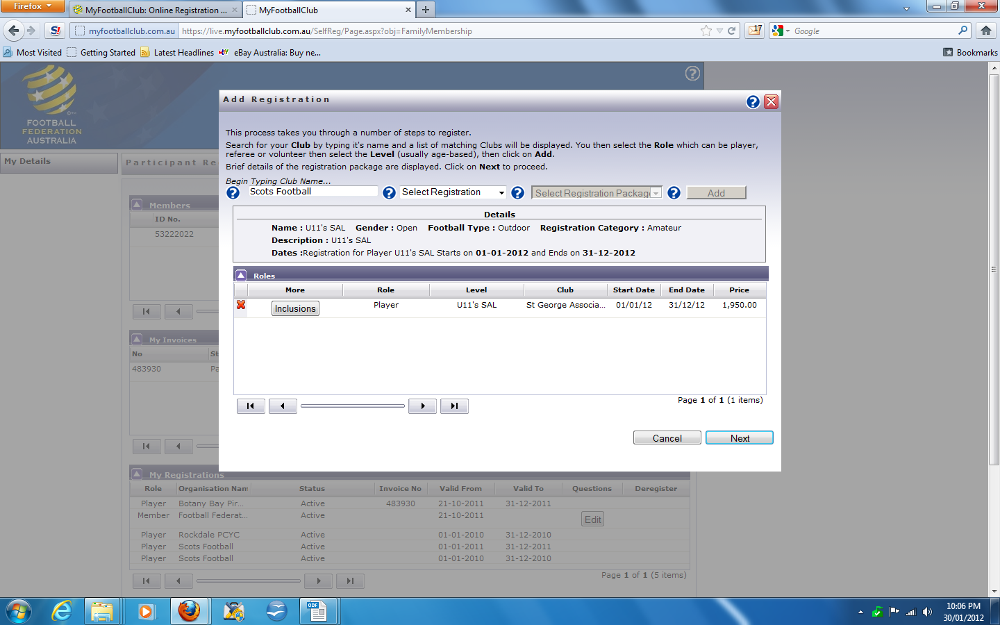 Firefox
MyFootballClub: Online Registration ...
MyFootballClub
myfootballclub.com.au
https://live.myfootballclub.com.au/SelfReg/Page.aspx?obj=FamilyMembership
17
Google
Most Visited
Getting Started
Latest Headlines
eBay Australia: Buy ne...
Bookmarks
FOOTBALL
FEDERATION
AUSTRALIA
My Details
Participant Re
Add Registration
This process takes you through a number of steps to register.
Search for your Club by typing it's name and a list of matching Clubs will be displayed. You then select the Role which can be player,
referee or volunteer then select the Level (usually age-based), then click on Add.
Brief details of the registration package are displayed. Click on Next to proceed.
Begin Typing Club Name...
Scots Football
Select Registration
Select Registration Package
Add
Details
Name : U11's SAL Gender : Open Football Type : Outdoor Registration Category : Amateur
Description : U11's SAL
Dates :Registration for Player U11's SAL Starts on 01-01-2012 and Ends on 31-12-2012
Roles
More Role Level Club Start Date End Date Price
Inclusions Player U11's SAL St George Associa... 01/01/12 31/12/12 1,950.00
Page 1 of 1 (1 items)
Cancel
Next
Members
ID No.
53222022
My Invoices
No St
483930 Pa
My Registrations
Role Organisation Nam Status Invoice No Valid From Valid To Questions Deregister
Player Botany Bay Pir... Active 483930 21-10-2011 31-12-2011
Member Football Federat... Active 21-10-2011 Edit
Player Rockdale PCYC Active 01-01-2010 31-12-2010
Player Scots Football Active 01-01-2011 31-12-2011
Player Scots Football Active 01-01-2010 31-12-2010
Page 1 of 1 (5 items)
ODF
10:06 PM
30/01/2012